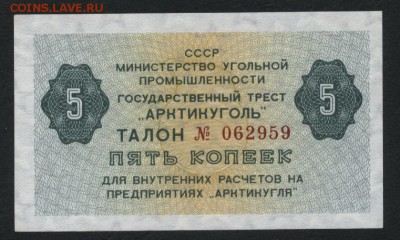 COINS.LAVE.RU
СССР
МИНИСТЕРСТВО УГОЛЬНОЙ
ПРОМЫШЛЕННОСТИ
ГОСУДАРСТВЕННЫЙ ТРЕСТ
„АРКТИКУГОЛЬ"
5 5
ТАЛОН № 062959
ПЯТЬ КОПЕЕК
ДЛЯ ВНУТРЕННИХ РАСЧЕТОВ НА
ПРЕДПРИЯТИЯХ „АРКТИКУГЛЯ"